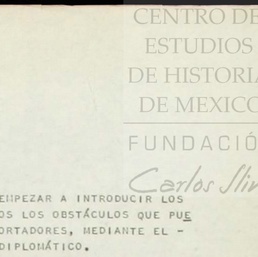 CENTRO DE
ESTUDIOS
DE HISTORIA
DE MEXICO
FUNDACIÓ
Carlos Slim
EMPEZAR A INTRODUCIR LOS
OS LOS OBSTÁCULOS QUE PUE
ORTADORES, MEDIANTE EL -
DIPLOMÁTICO.